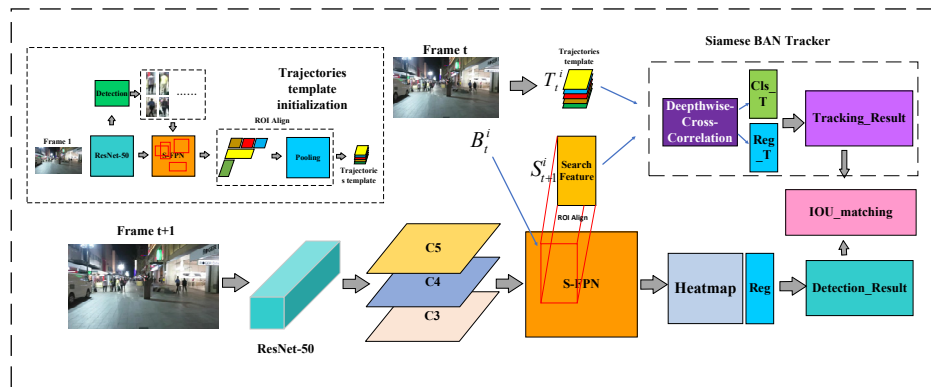 Frame t
Trajectories
template
Siamese BAN Tracker
Detection
......
Trajectories
template
initialization
ROI Align
Frame 1
ResNet-50
S-FPN
Pooling
Trajectorie
s template
T_t^i
B_t^i
S_{t+1}^i
Search
Feature
ROI Align
Deepthwise-
Cross-
Correlation
Cls_
T
Reg
_T
Tracking_Result
IOU_matching
Frame t+1
ResNet-50
C5
C4
C3
S-FPN
Heatmap
Reg
Detection_Result